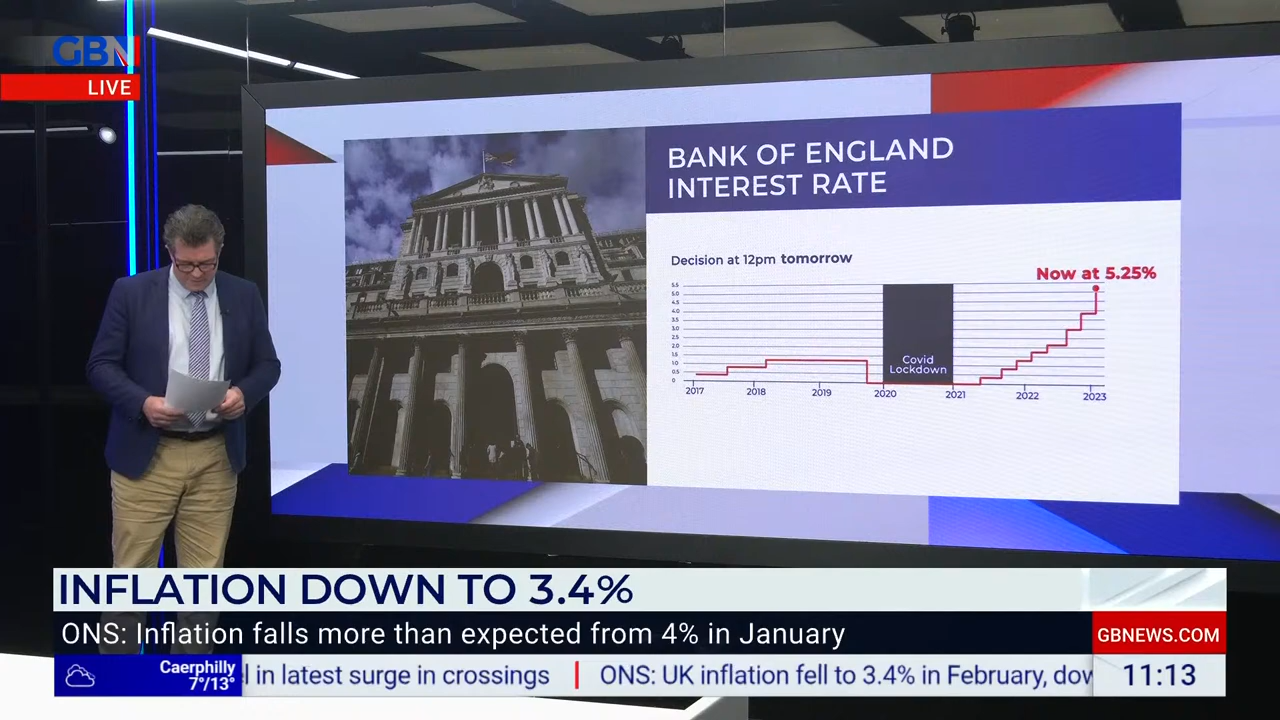 GBN
LIVE
BANK OF ENGLAND
INTEREST RATE
Decision at 12pm tomorrow
Now at 5.25%
5.5
5.0
4.5
4.0
3.5
3.0
2.5
2.0
1.5
1.0
0.5
0
Covid
Lockdown
2017 2018 2019 2020 2021 2022 2023
INFLATION DOWN TO 3.4%
ONS: Inflation falls more than expected from 4% in January
GBNEWS.COM
Caerphilly
7°/13°
l in latest surge in crossings | ONS: UK inflation fell to 3.4% in February, dow
11:13